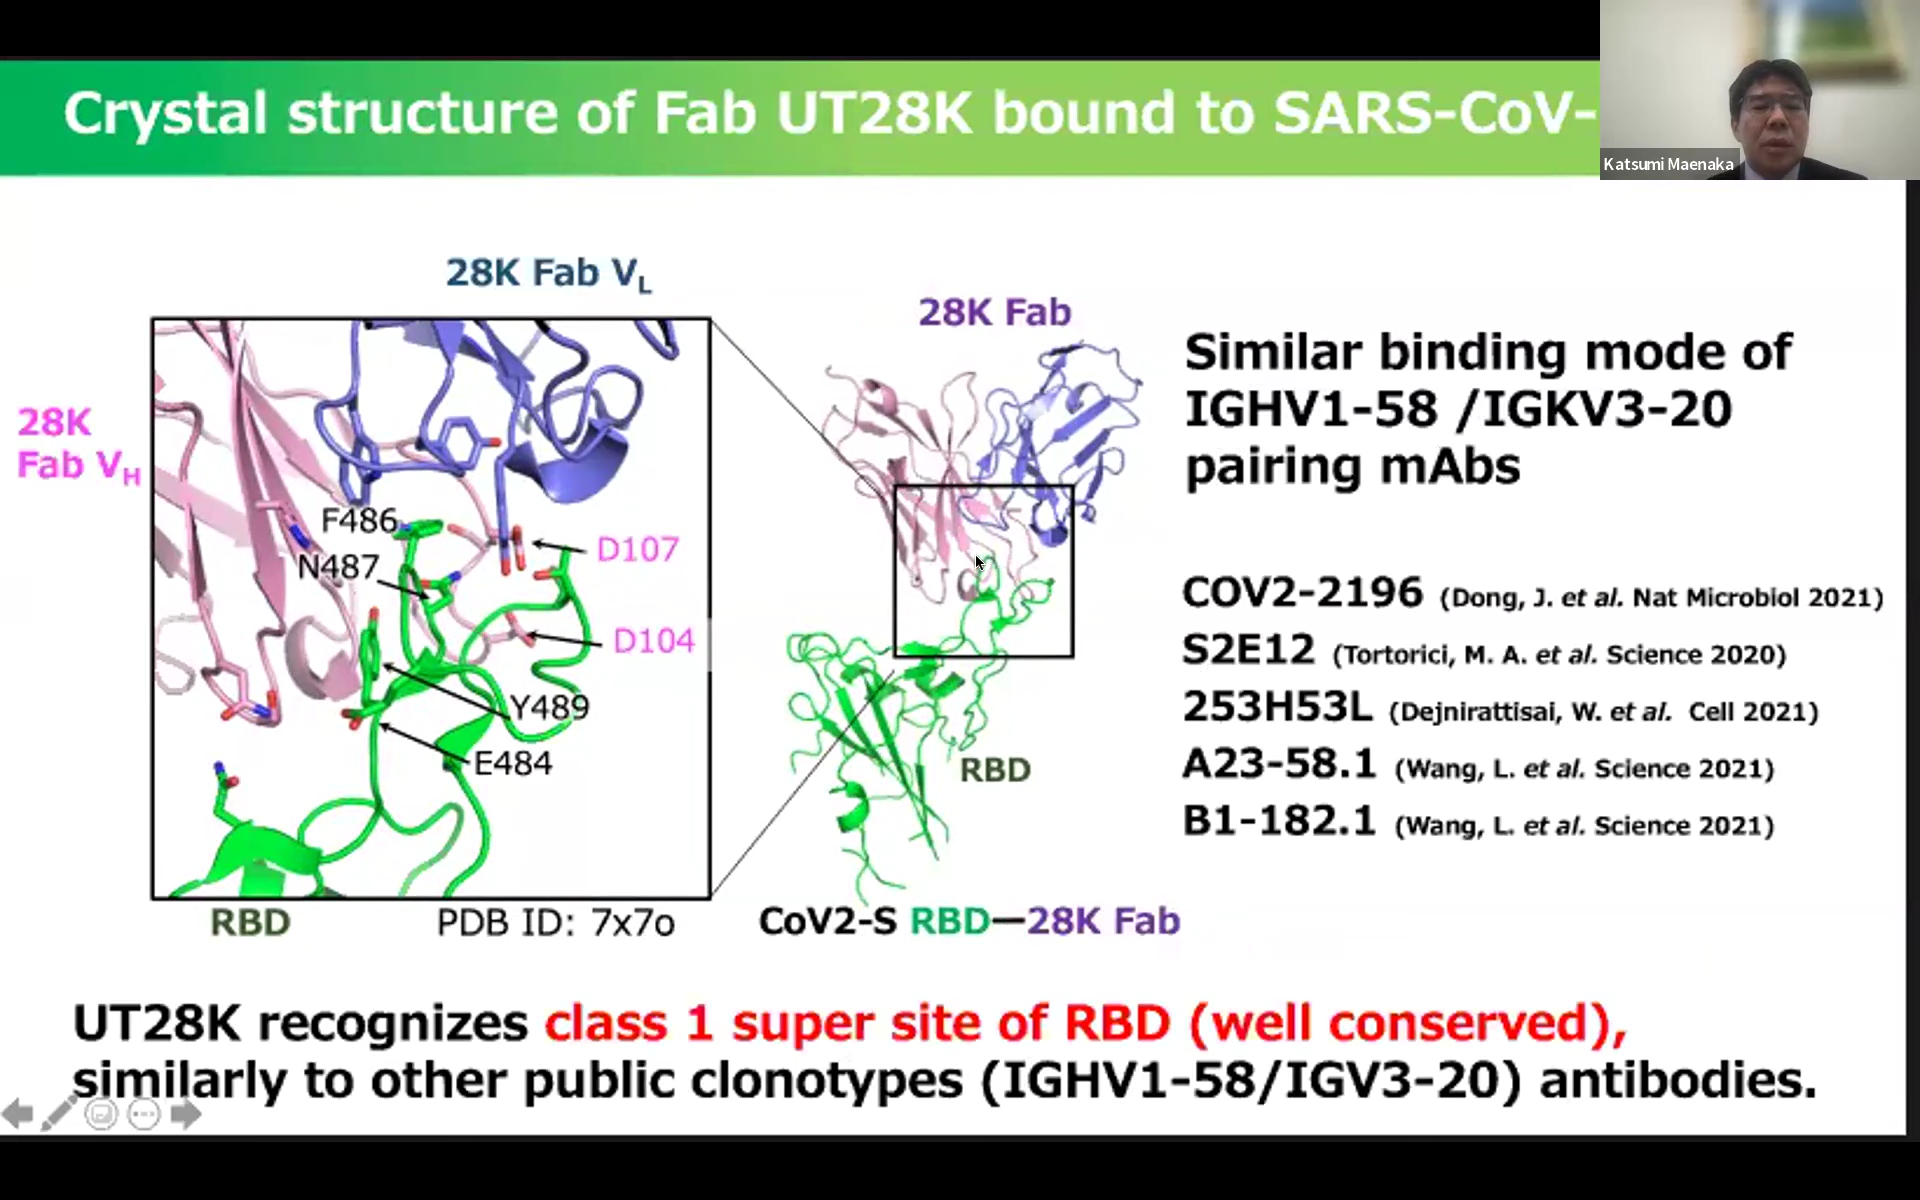 Crystal structure of Fab UT28K bound to SARS-CoV-
Katsumi Maenaka
28K Fab VL
28K
Fab VH
F486
N487
D107
D104
Y489
E484
RBD
PDB ID: 7x7o
28K Fab
RBD
CoV2-S RBD—28K Fab
Similar binding mode of
IGHV1-58 /IGKV3-20
pairing mAbs
COV2-2196 (Dong, J. et al. Nat Microbiol 2021)
S2E12 (Tortorici, M. A. et al. Science 2020)
253H53L (Dejnirattisai, W. et al. Cell 2021)
A23-58.1 (Wang, L. et al. Science 2021)
B1-182.1 (Wang, L. et al. Science 2021)
UT28K recognizes class 1 super site of RBD (well conserved),
similarly to other public clonotypes (IGHV1-58/IGV3-20) antibodies.